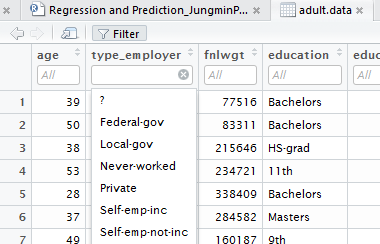 Regression and Prediction_JungminP... adult.data
Filter
age type_employer fnlwgt education
All All All
1 39 ? 77516 Bachelors
2 50 Federal-gov 83311 Bachelors
3 38 Local-gov 215646 HS-grad
4 53 Never-worked 234721 11th
5 28 Private 338409 Bachelors
6 37 Self-emp-inc 284582 Masters
7 49 Self-emp-not-inc 160187 9th